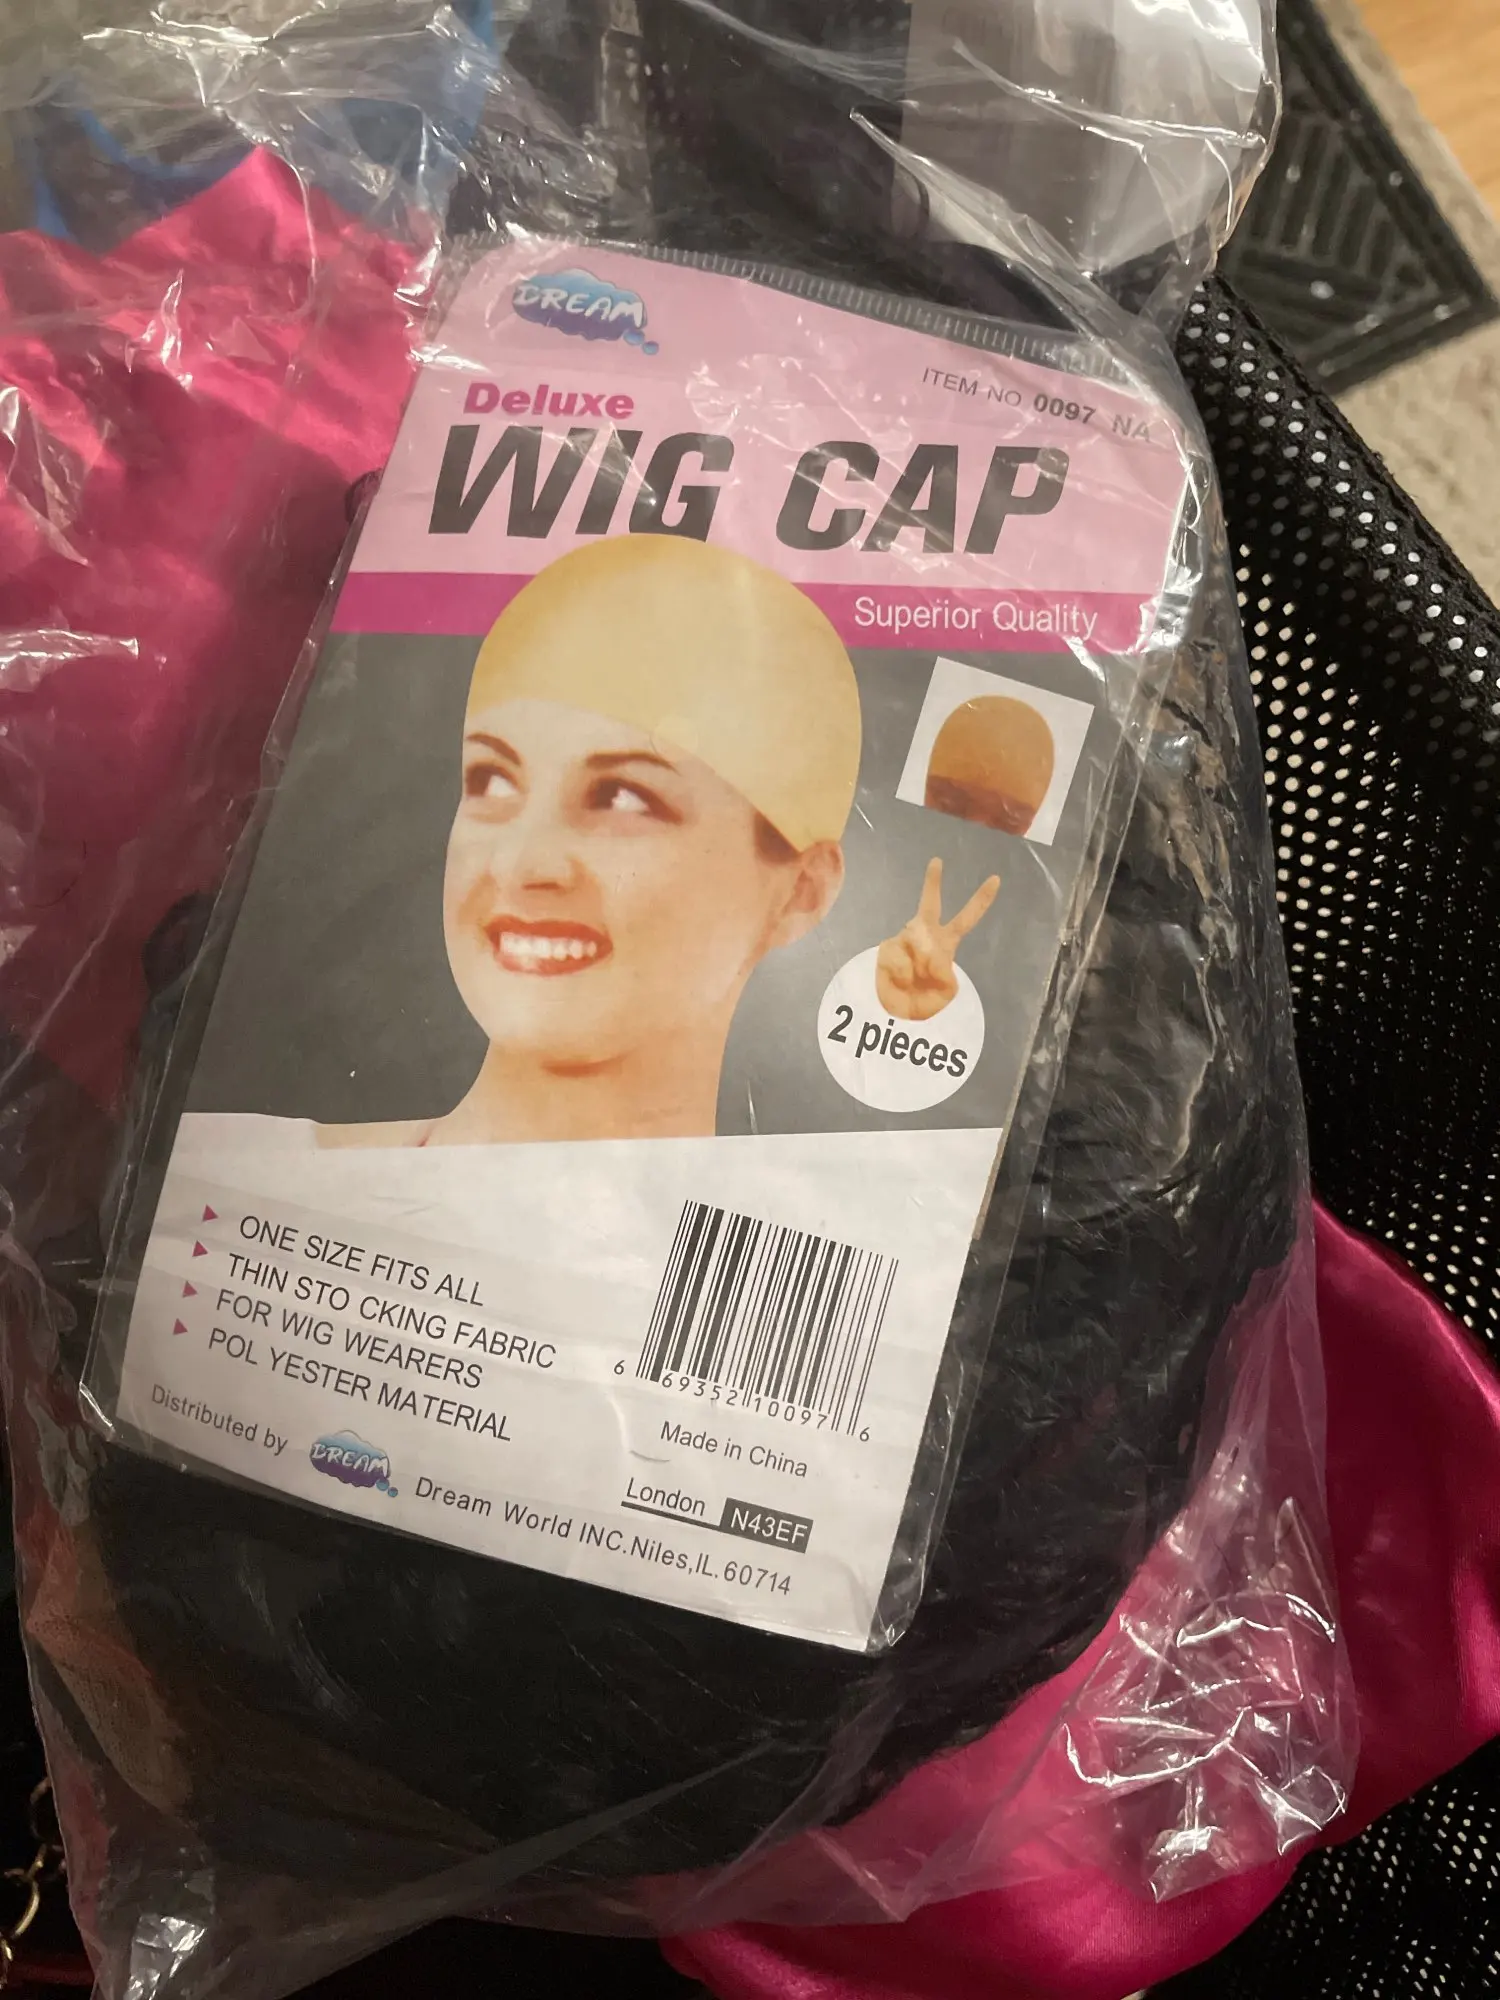 DREAM
ITEM NO 0097 NA
Deluxe
WIG CAP
Superior Quality
2 pieces
ONE SIZE FITS ALL
THIN STO CKING FABRIC
FOR WIG WEARERS
POL YESTER MATERIAL
6 69352 10097 6
Made in China
London N43EF
Distributed by DREAM Dream World INC.Niles,IL.60714